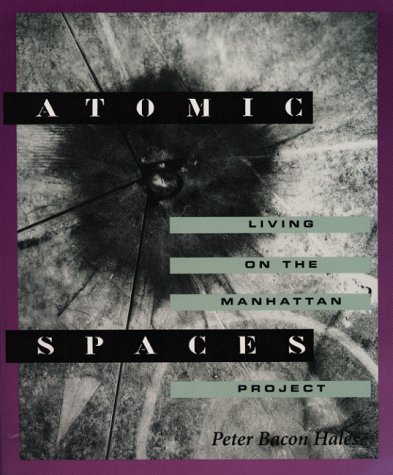 ATOMIC
LIVING
ON THE
MANHATTAN
SPACES
PROJECT
Peter Bacon Hales